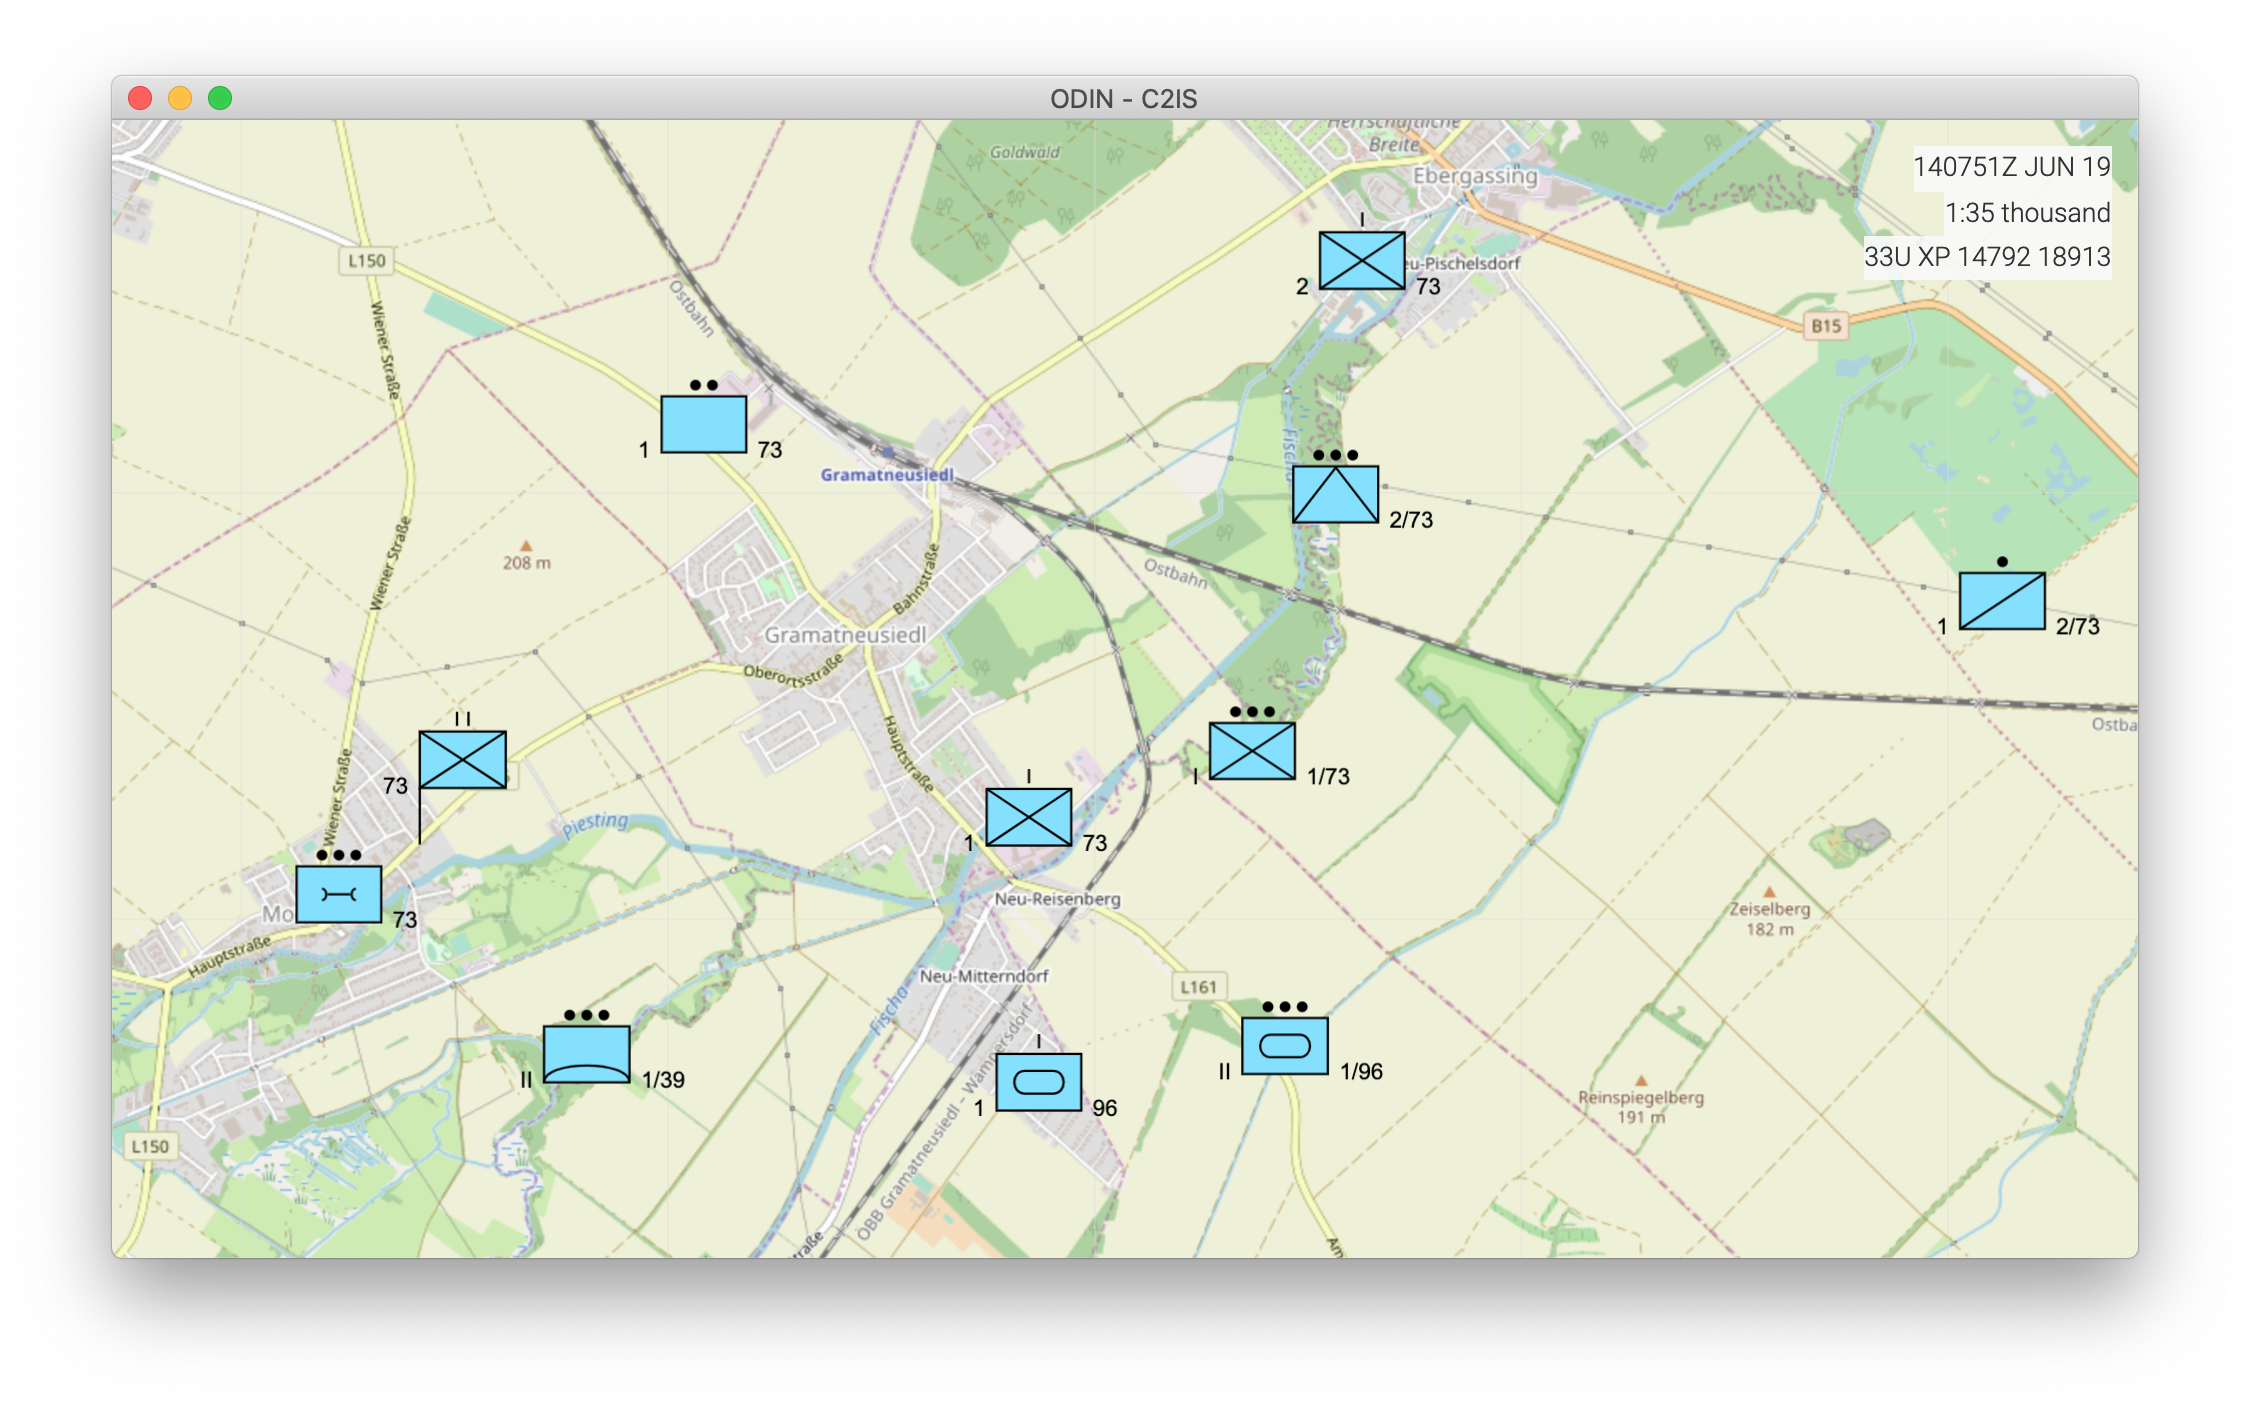 ODIN - C2IS
Herrschaftliche
Breite
Goldwald
Ebergassing
140751Z JUN 19
1:35 thousand
33U XP 14792 18913
L150
I
2
73
eu-Pischelsdorf
Ostbahn
Wiener Straße
B15
1
73
Gramatneusiedl
Fischa
2/73
Wiener Straße
208 m
Bahnstraße
Ostbahn
1
2/73
Gramatneusiedl
Oberortsstraße
Hauptstraße
Ostba
II
73
I
1/73
Wiener Straße
Piesting
I
1
73
Mo
73
Hauptstraße
Neu-Reisenberg
Zeiselberg
182 m
Neu-Mitterndorf
L161
Fischa
II
1/39
I
1
96
II
1/96
Reinspiegelberg
191 m
L150
ÖBB Gramatneusiedl – Wampersdorf
traße
Am